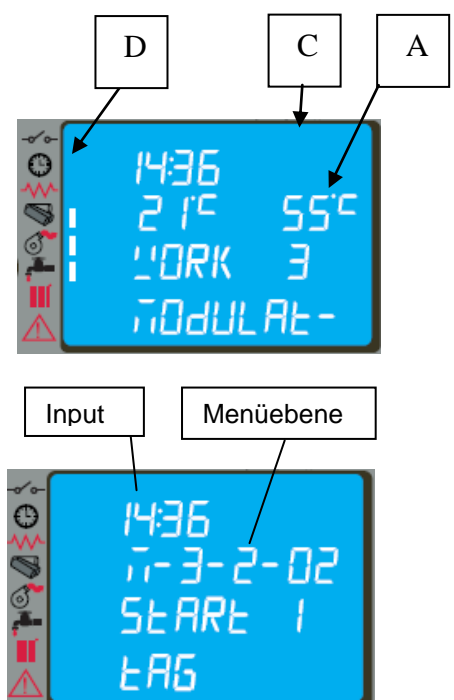 D C A
14:36
21°C 55°C
WORK 3
MODULAT-
Input Menüebene
14:36
M-3-2-02
START 1
TAG